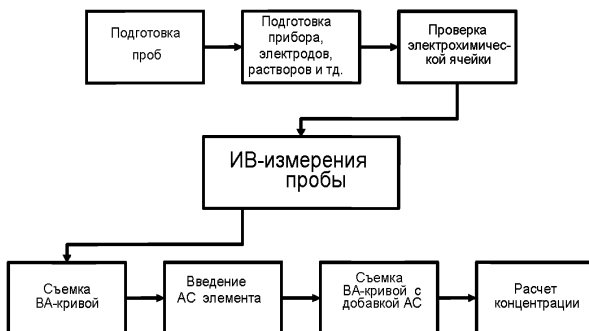 Подготовка
проб
Подготовка
прибора,
электродов,
растворов и тд.
Проверка
электрохимичес-
кой ячейки
ИВ-измерения
пробы
Съемка
ВА-кривой
Введение
АС элемента
Съемка
ВА-кривой с
добавкой АС
Расчет
концентрации